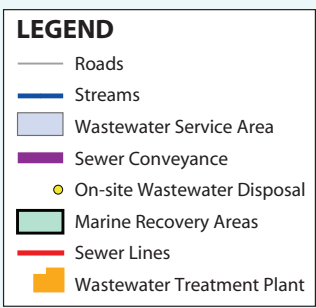 LEGEND
Roads
Streams
Wastewater Service Area
Sewer Conveyance
On-site Wastewater Disposal
Marine Recovery Areas
Sewer Lines
Wastewater Treatment Plant